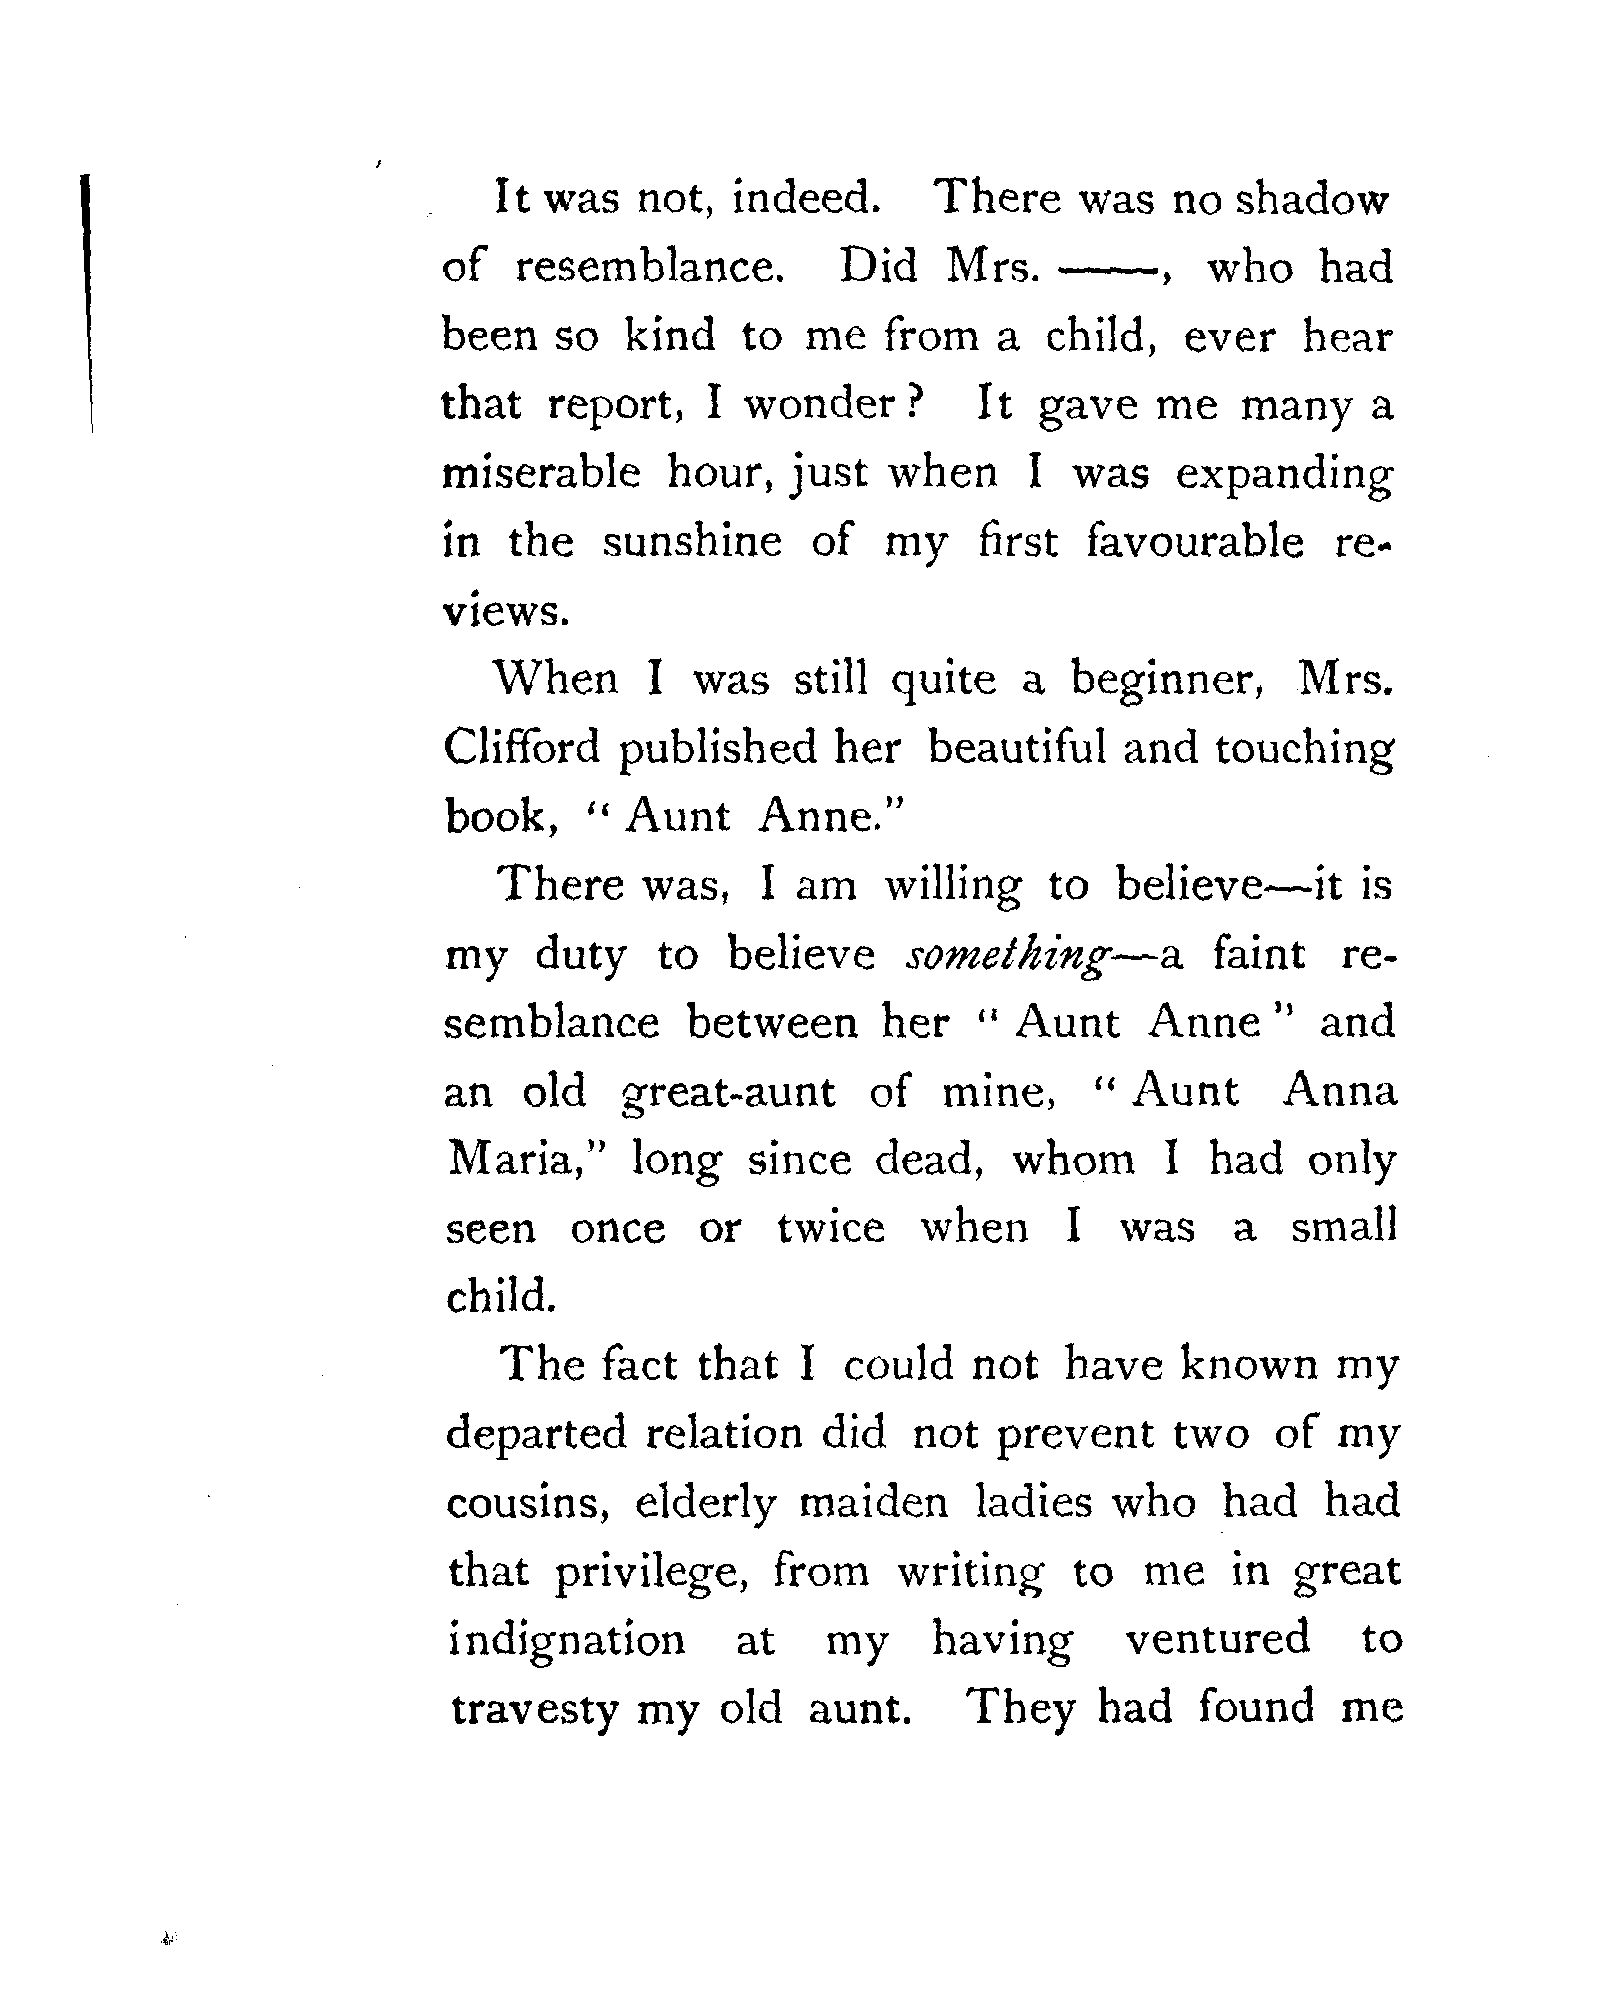 It was not, indeed. There was no shadow
of resemblance. Did Mrs. ——, who had
been so kind to me from a child, ever hear
that report, I wonder? It gave me many a
miserable hour, just when I was expanding
in the sunshine of my first favourable re-
views.
When I was still quite a beginner, Mrs.
Clifford published her beautiful and touching
book, "Aunt Anne."
There was, I am willing to believe—it is
my duty to believe something—a faint re-
semblance between her "Aunt Anne" and
an old great-aunt of mine, "Aunt Anna
Maria," long since dead, whom I had only
seen once or twice when I was a small
child.
The fact that I could not have known my
departed relation did not prevent two of my
cousins, elderly maiden ladies who had had
that privilege, from writing to me in great
indignation at my having ventured to
travesty my old aunt. They had found me